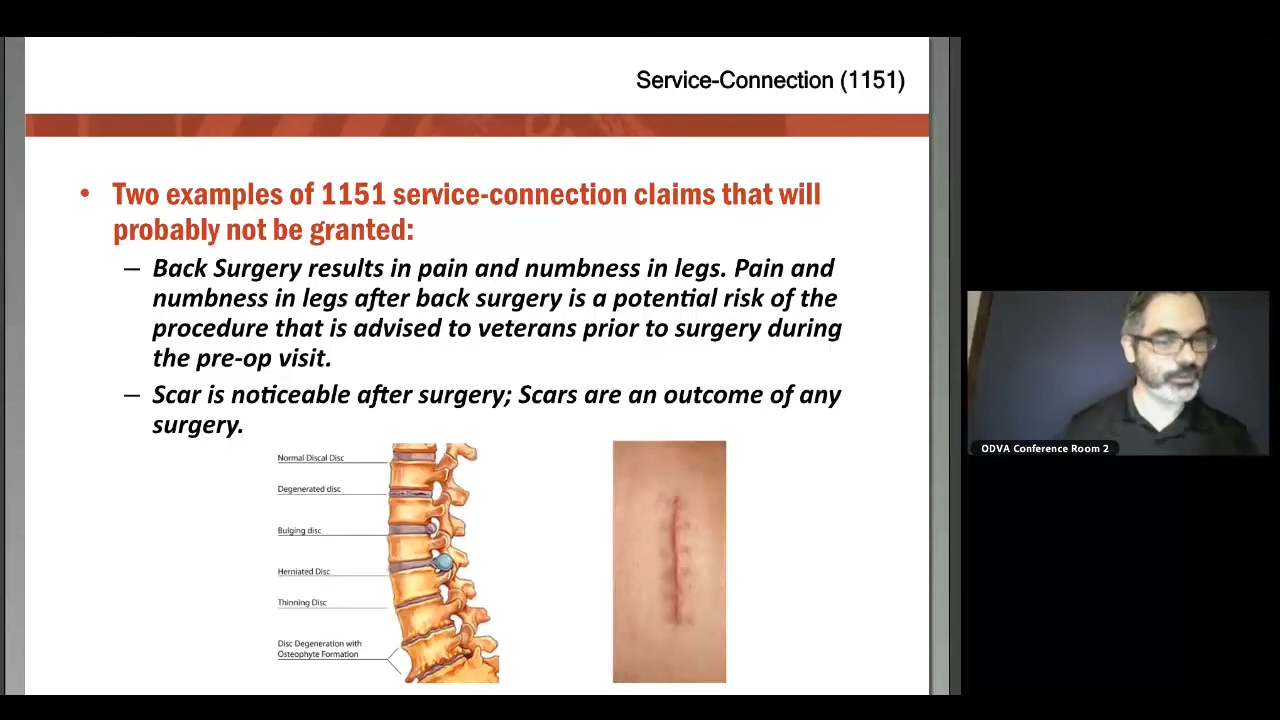 Service-Connection (1151)
• Two examples of 1151 service-connection claims that will
probably not be granted:
– Back Surgery results in pain and numbness in legs. Pain and
numbness in legs after back surgery is a potential risk of the
procedure that is advised to veterans prior to surgery during
the pre-op visit.
– Scar is noticeable after surgery; Scars are an outcome of any
surgery.
Normal Discal Disc
Degenerated disc
Bulging disc
Herniated Disc
Thinning Disc
Disc Degeneration with
Osteophyte Formation
ODVA Conference Room 2